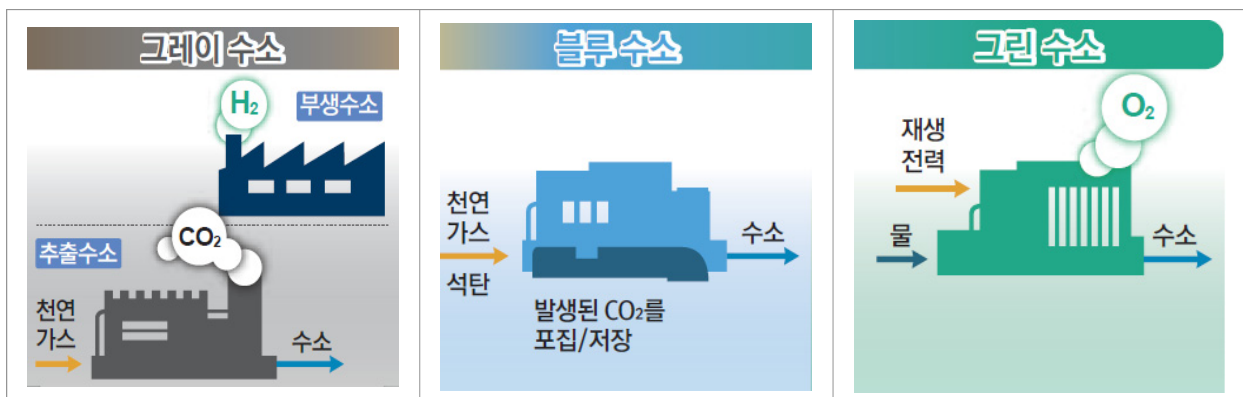 그레이 수소
H₂
부생수소
CO₂
추출수소
천연
가스
수소
블루 수소
천연
가스
석탄
수소
발생된 CO₂를
포집/저장
그린 수소
O₂
재생
전력
물
수소